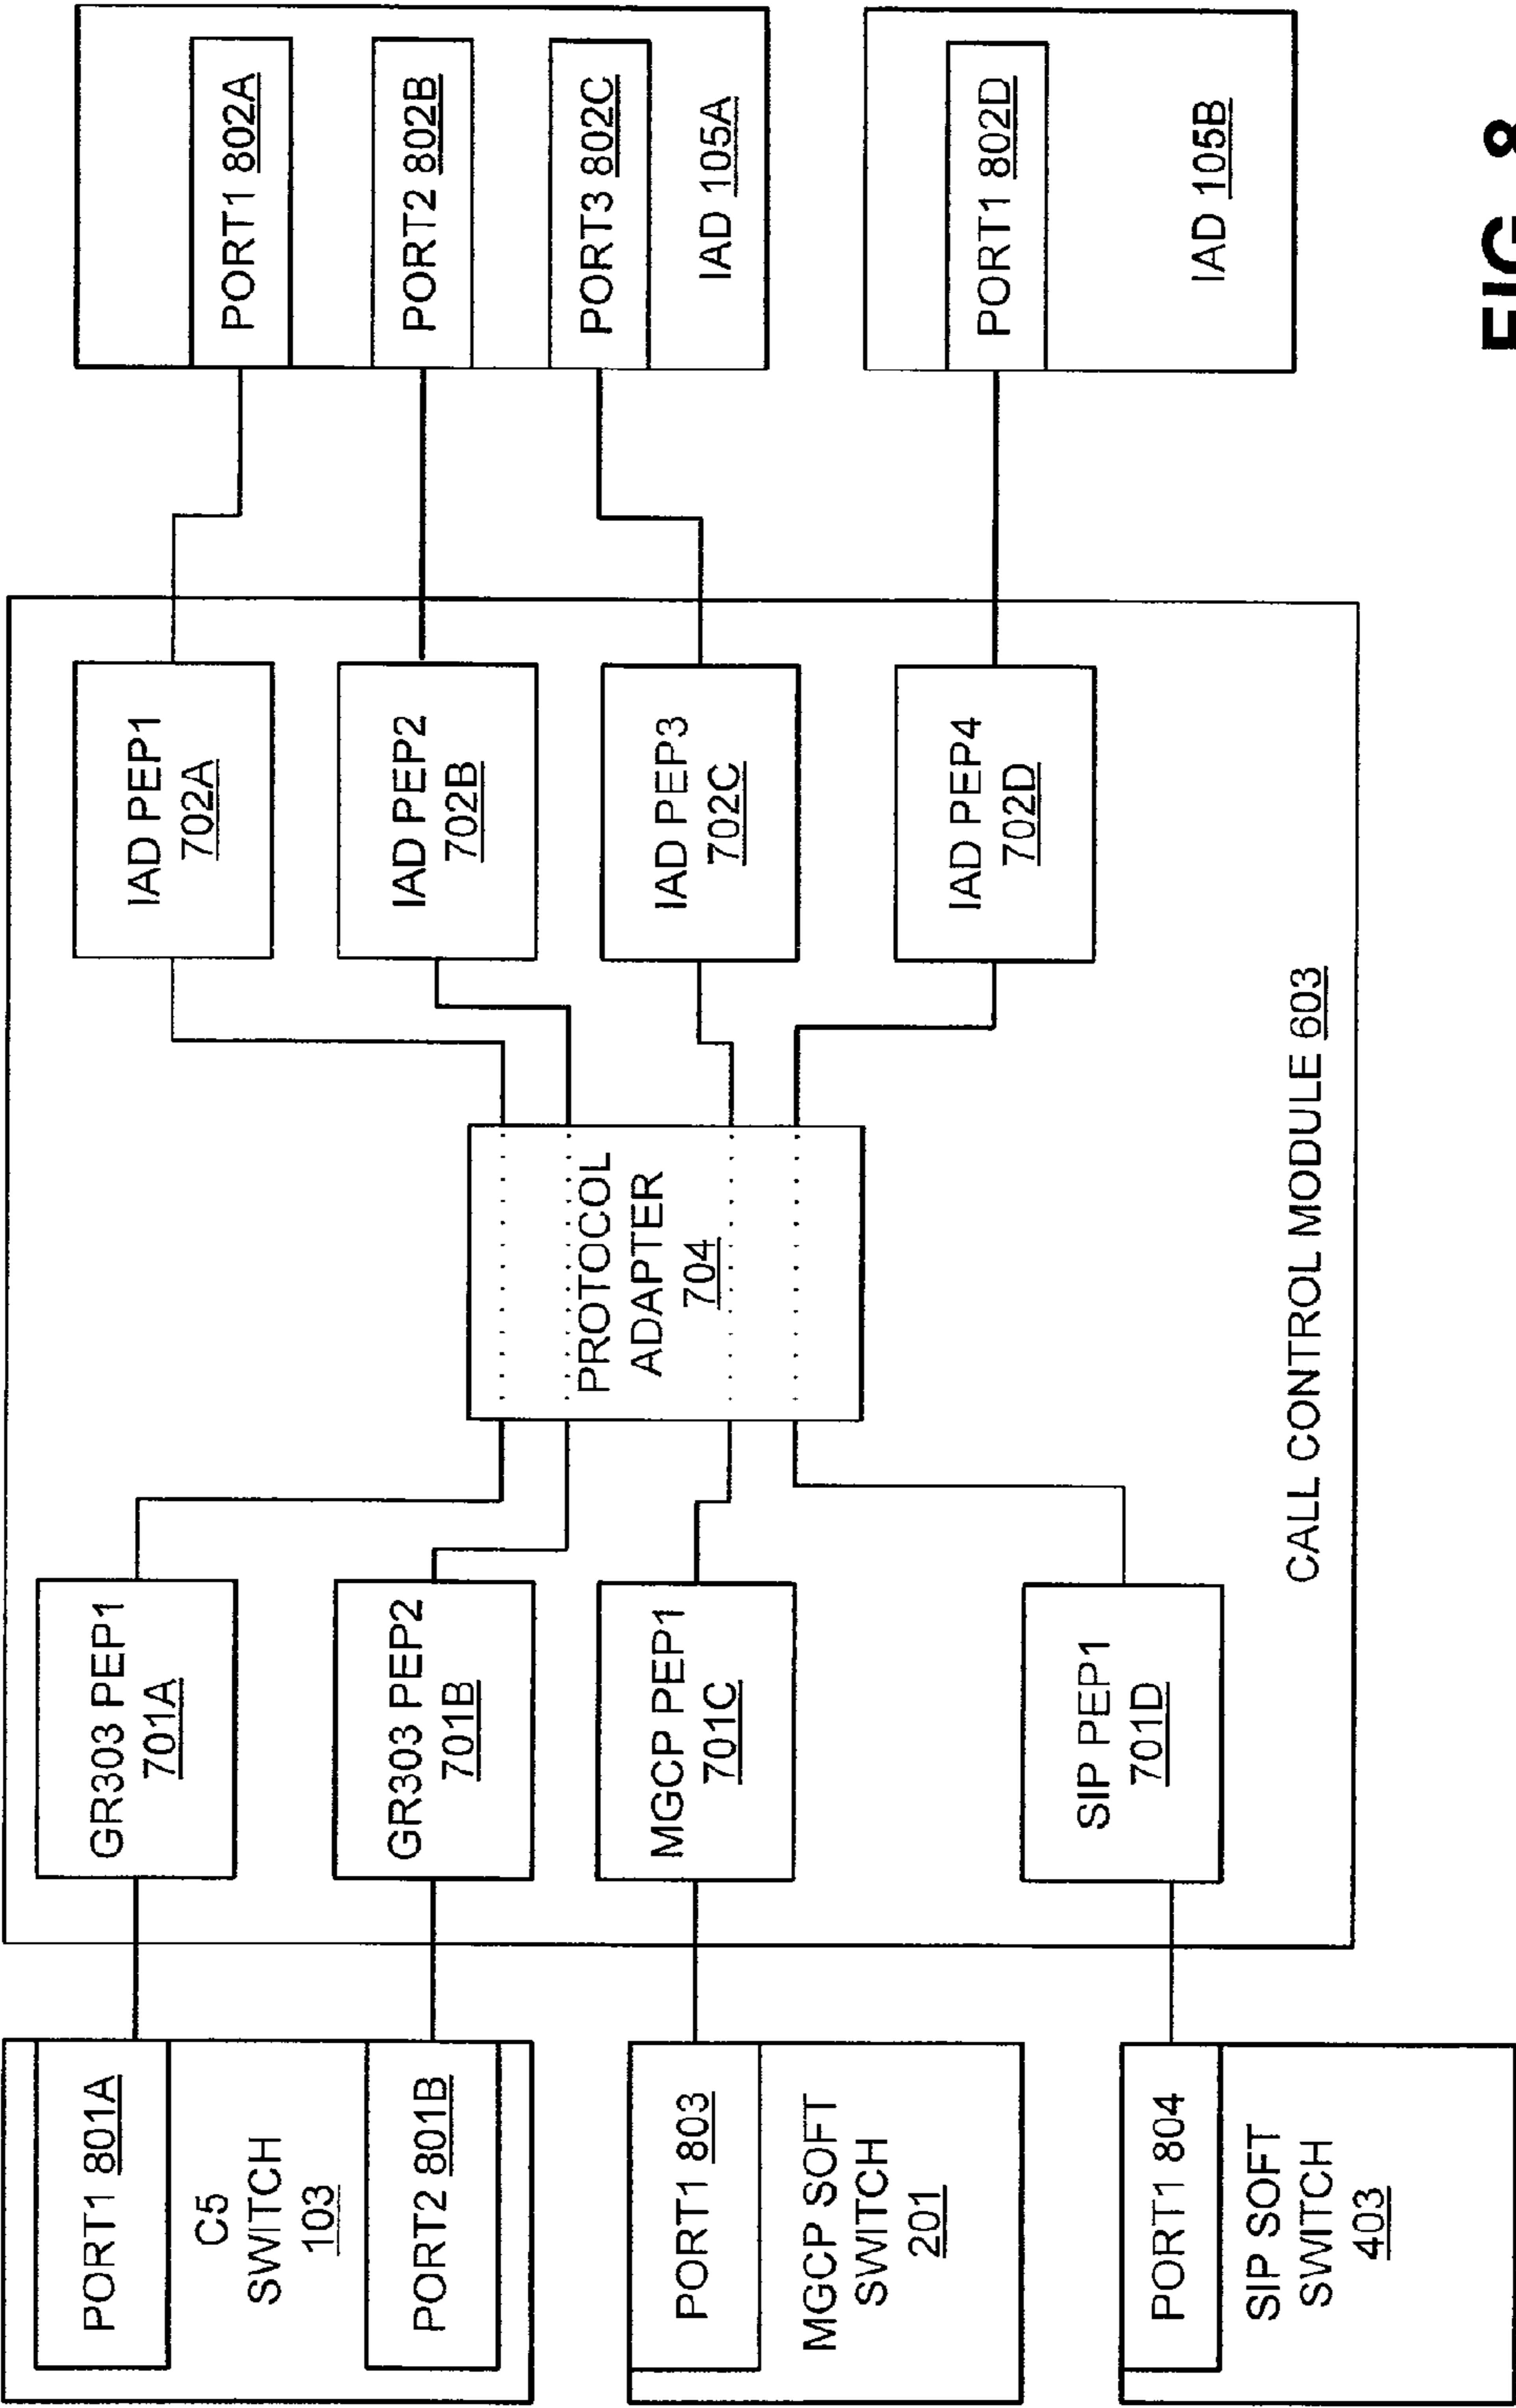 PORT1 801A
C5
SWITCH
103
PORT2 801B
PORT1 803
MGCP SOFT
SWITCH
201
PORT1 804
SIP SOFT
SWITCH
403
GR303 PEP1
701A
GR303 PEP2
701B
MGCP PEP1
701C
SIP PEP1
701D
PROTOCOL
ADAPTER
704
CALL CONTROL MODULE 603
IAD PEP1
702A
IAD PEP2
702B
IAD PEP3
702C
IAD PEP4
702D
PORT1 802A
PORT2 802B
PORT3 802C
IAD 105A
PORT1 802D
IAD 105B
FIG. 8